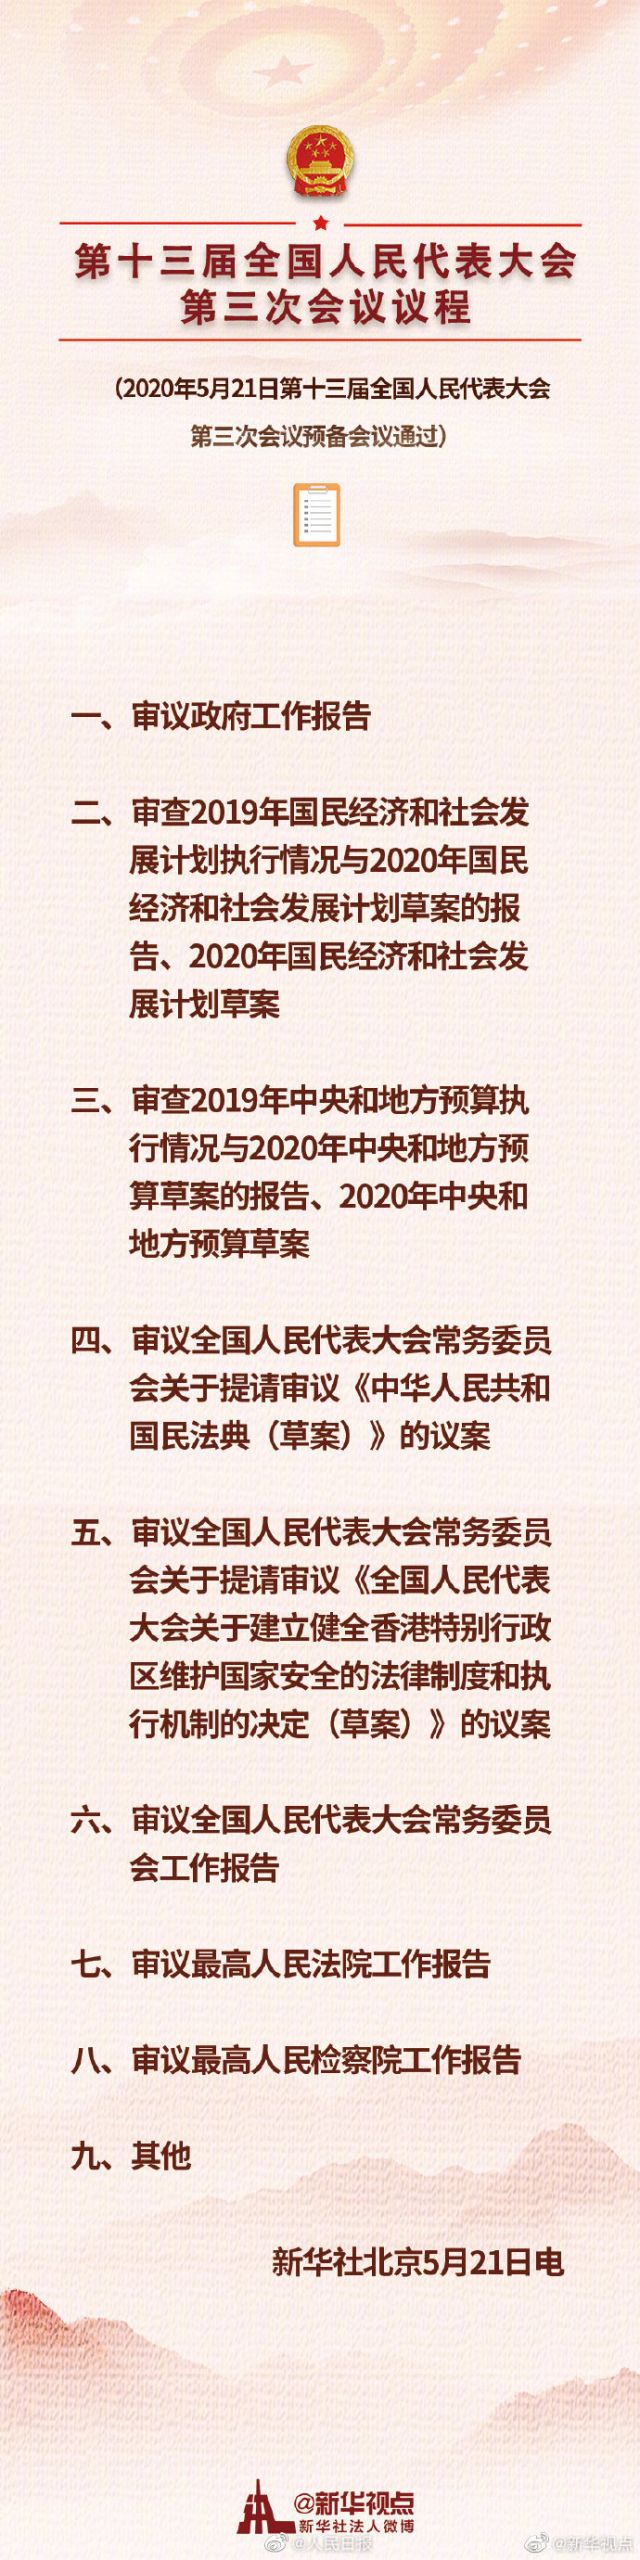 第十三届全国人民代表大会
第三次会议议程
（2020年5月21日第十三届全国人民代表大会
第三次会议预备会议通过）
一、审议政府工作报告
二、审查2019年国民经济和社会发
展计划执行情况与2020年国民
经济和社会发展计划草案的报
告、2020年国民经济和社会发
展计划草案
三、审查2019年中央和地方预算执
行情况与2020年中央和地方预
算草案的报告、2020年中央和
地方预算草案
四、审议全国人民代表大会常务委员
会关于提请审议《中华人民共和
国民法典（草案）》的议案
五、审议全国人民代表大会常务委员
会关于提请审议《全国人民代表
大会关于建立健全香港特别行政
区维护国家安全的法律制度和执
行机制的决定（草案）》的议案
六、审议全国人民代表大会常务委员
会工作报告
七、审议最高人民法院工作报告
八、审议最高人民检察院工作报告
九、其他
新华社北京5月21日电
@新华视点
新华社法人微博
@人民日报
@新华视点